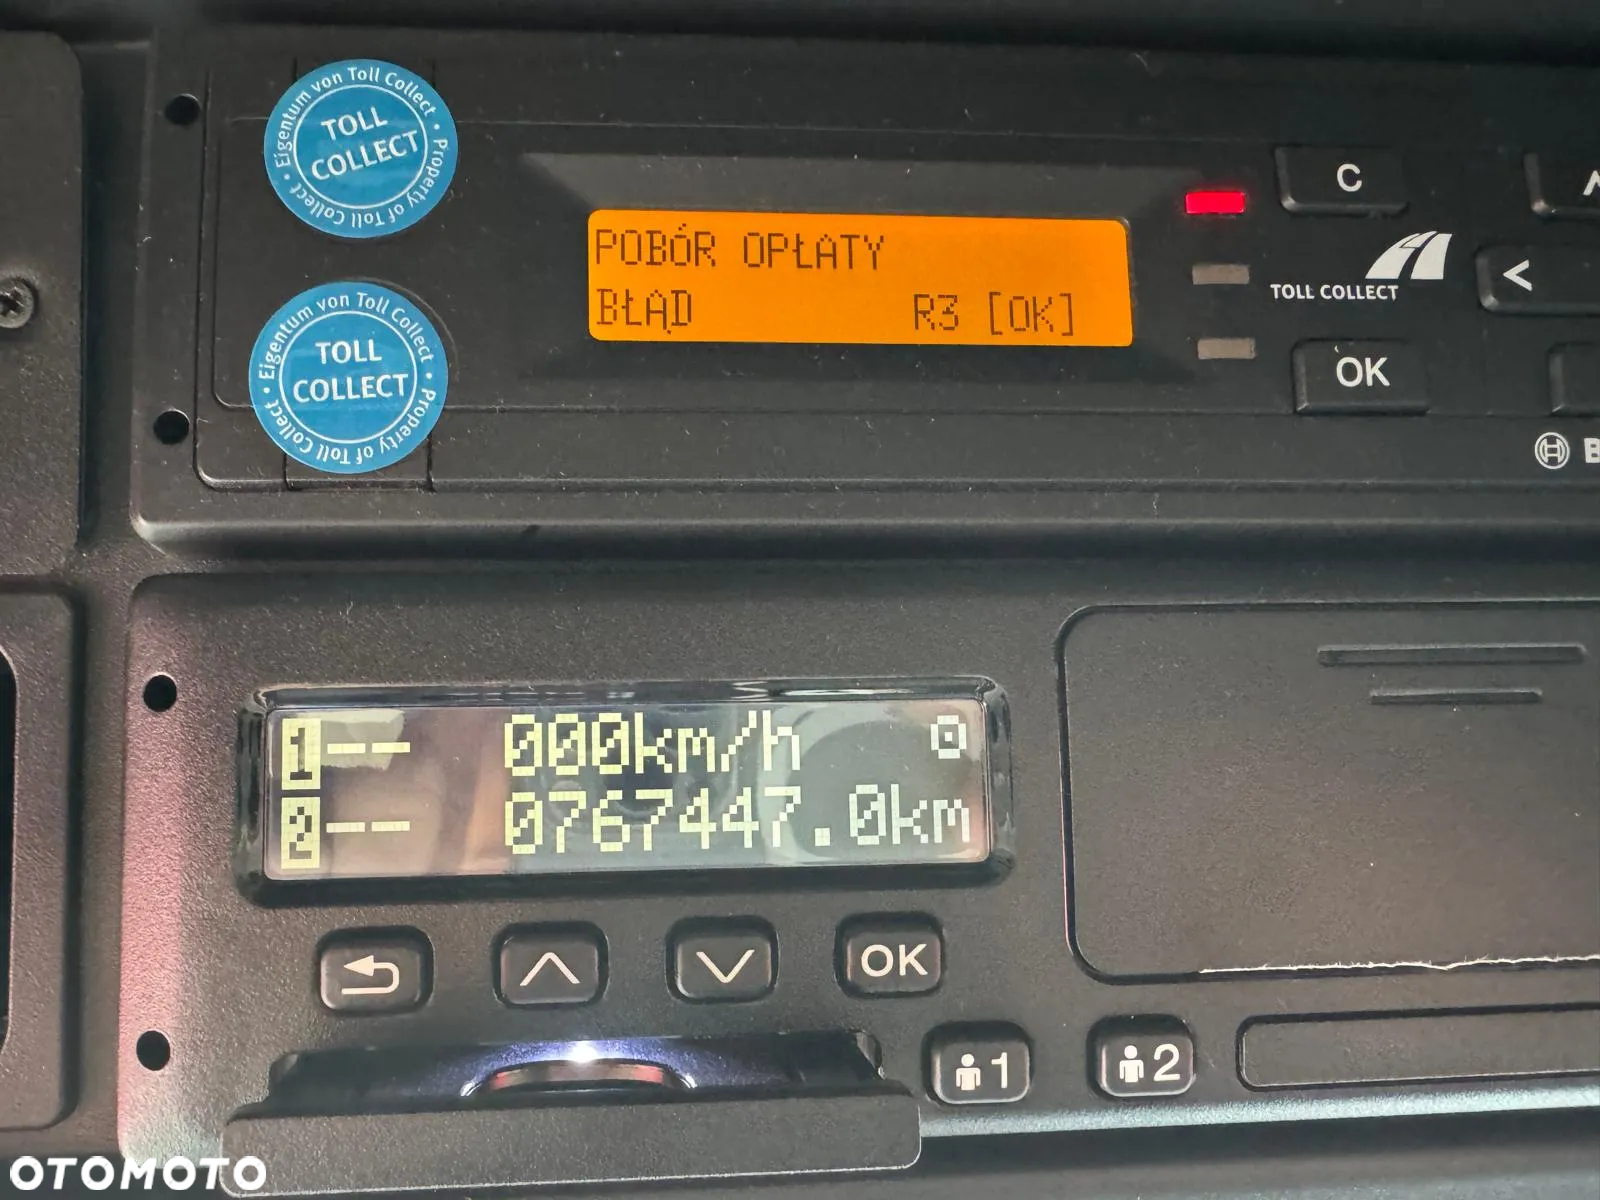 Eigentum von Toll Collect • Property of Toll Collect •
TOLL
COLLECT
Eigentum von Toll Collect • Property of Toll Collect •
TOLL
COLLECT
POBÓR OPŁATY
BŁĄD R3 [OK]
C
TOLL COLLECT
<
OK
1 -- 000km/h
2 -- 0767447.0km
OK
1
2
OTOMOTO